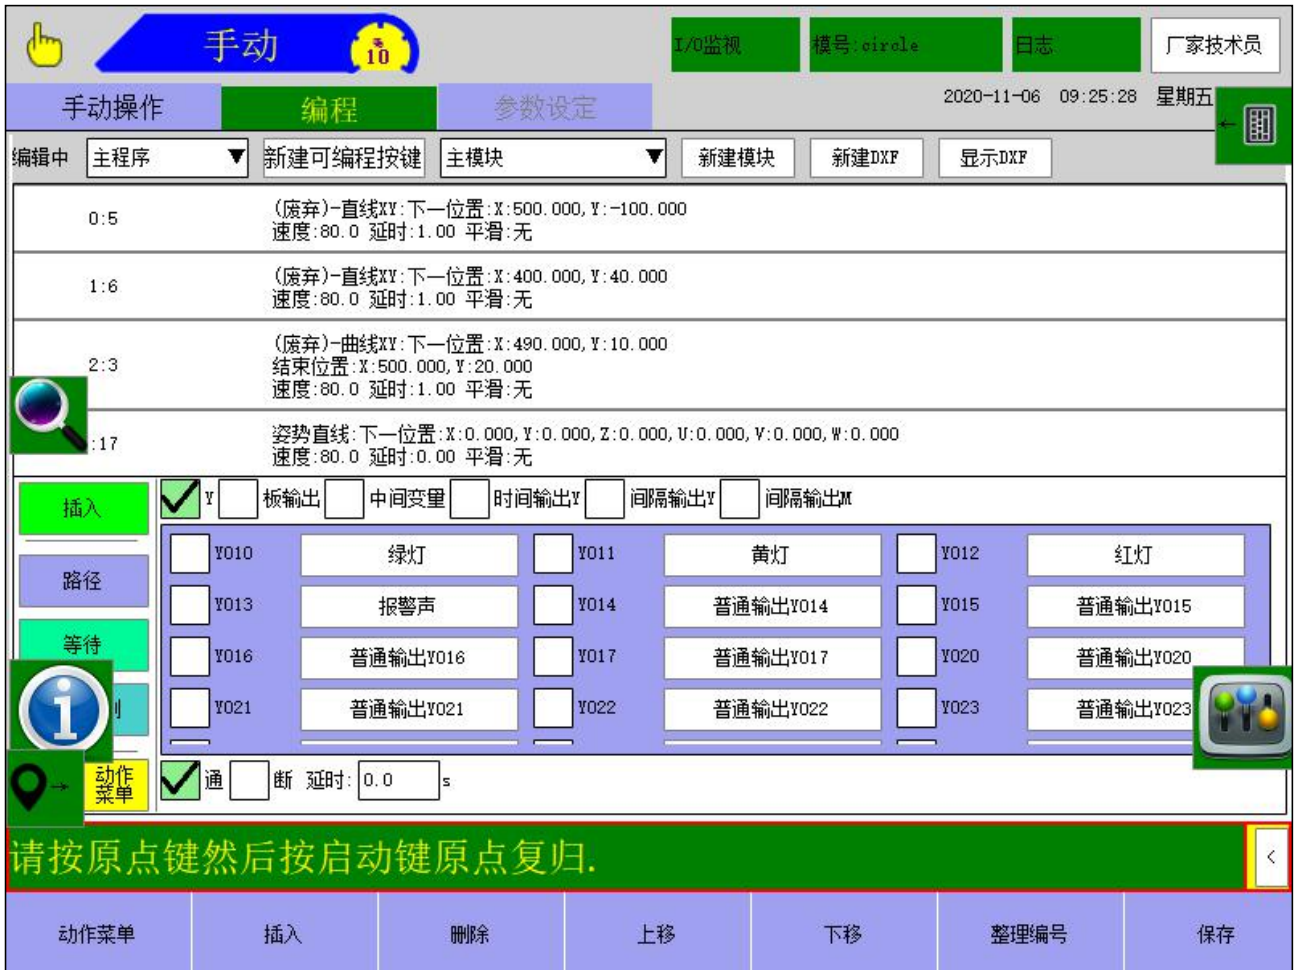 手动
毫
10
I/O监视
模号:circle
日志
厂家技术员
手动操作
编程
参数设定
2020-11-06 09:25:28 星期五
编辑中
主程序
新建可编程按键
主模块
新建模块
新建DXF
显示DXF
0:5
(废弃)-直线XY:下一位置:X:500.000,Y:-100.000
速度:80.0 延时:1.00 平滑:无
1:6
(废弃)-直线XY:下一位置:X:400.000,Y:40.000
速度:80.0 延时:1.00 平滑:无
2:3
(废弃)-曲线XY:下一位置:X:490.000,Y:10.000
结束位置:X:500.000,Y:20.000
速度:80.0 延时:1.00 平滑:无
:17
姿势直线:下一位置:X:0.000,Y:0.000,Z:0.000,U:0.000,V:0.000,W:0.000
速度:80.0 延时:0.00 平滑:无
插入
Y
板输出
中间变量
时间输出Y
间隔输出Y
间隔输出M
路径
等待
动作
菜单
Y010
绿灯
Y011
黄灯
Y012
红灯
Y013
报警声
Y014
普通输出Y014
Y015
普通输出Y015
Y016
普通输出Y016
Y017
普通输出Y017
Y020
普通输出Y020
Y021
普通输出Y021
Y022
普通输出Y022
Y023
普通输出Y023
通
断
延时:
0.0
s
请按原点键然后按启动键原点复归.
<
动作菜单
插入
删除
上移
下移
整理编号
保存